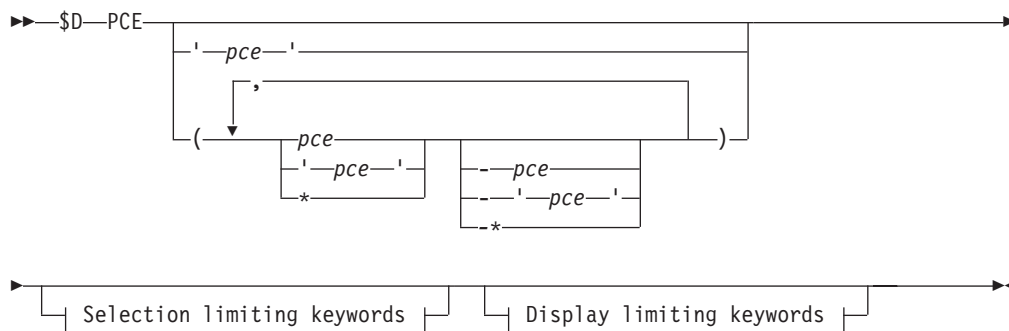 $D PCE
' pce '
,
( pce )
' pce '
*
- pce
- ' pce '
-*
Selection limiting keywords Display limiting keywords